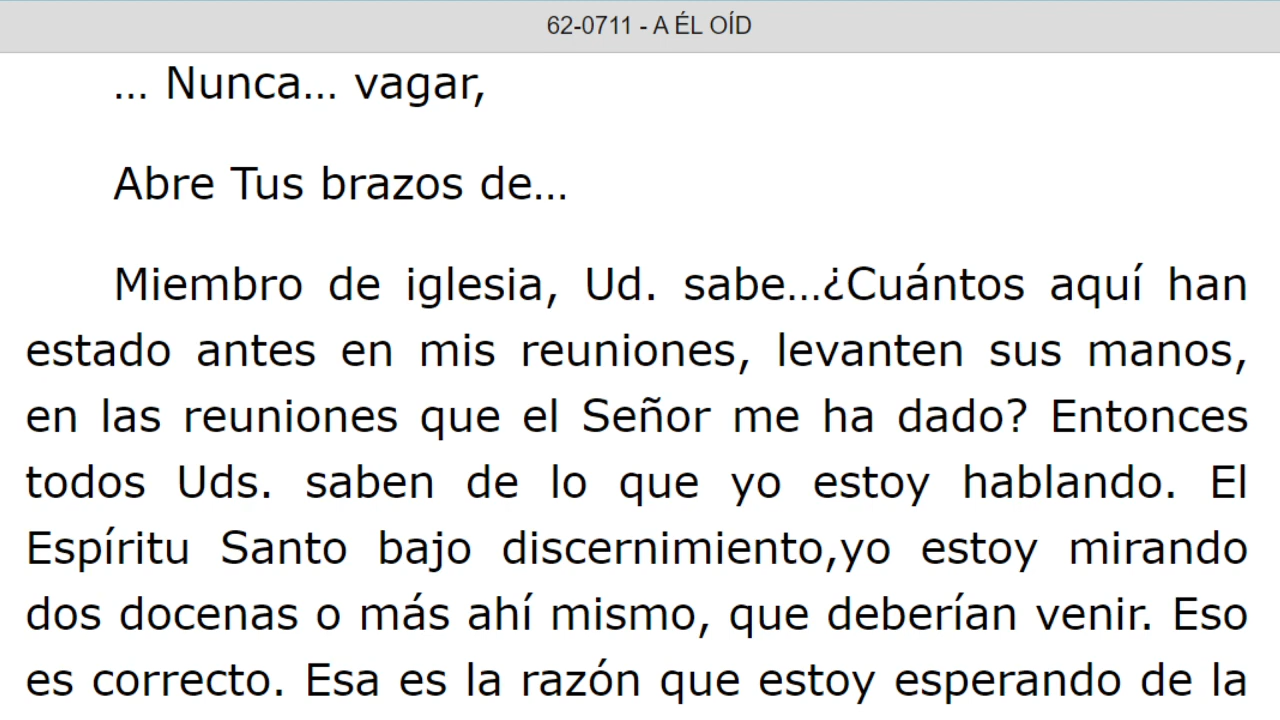 62-0711 - A ÉL OÍD
… Nunca… vagar,
Abre Tus brazos de…
Miembro de iglesia, Ud. sabe…¿Cuántos aquí han
estado antes en mis reuniones, levanten sus manos,
en las reuniones que el Señor me ha dado? Entonces
todos Uds. saben de lo que yo estoy hablando. El
Espíritu Santo bajo discernimiento,yo estoy mirando
dos docenas o más ahí mismo, que deberían venir. Eso
es correcto. Esa es la razón que estoy esperando de la